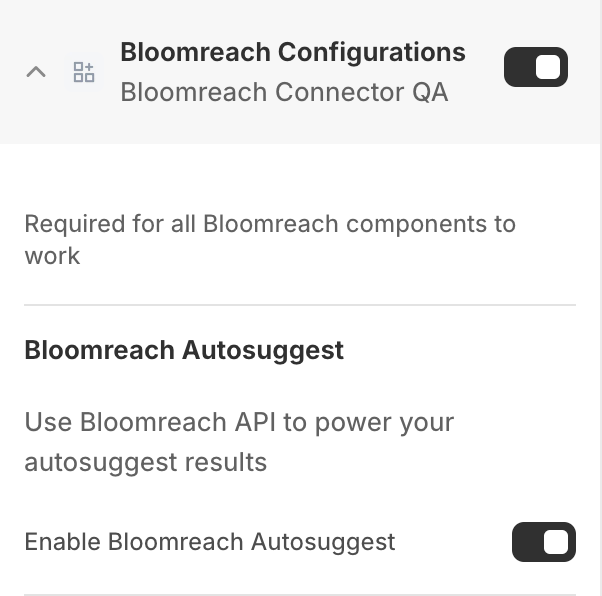 Bloomreach Configurations
Bloomreach Connector QA
Required for all Bloomreach components to
work
Bloomreach Autosuggest
Use Bloomreach API to power your
autosuggest results
Enable Bloomreach Autosuggest